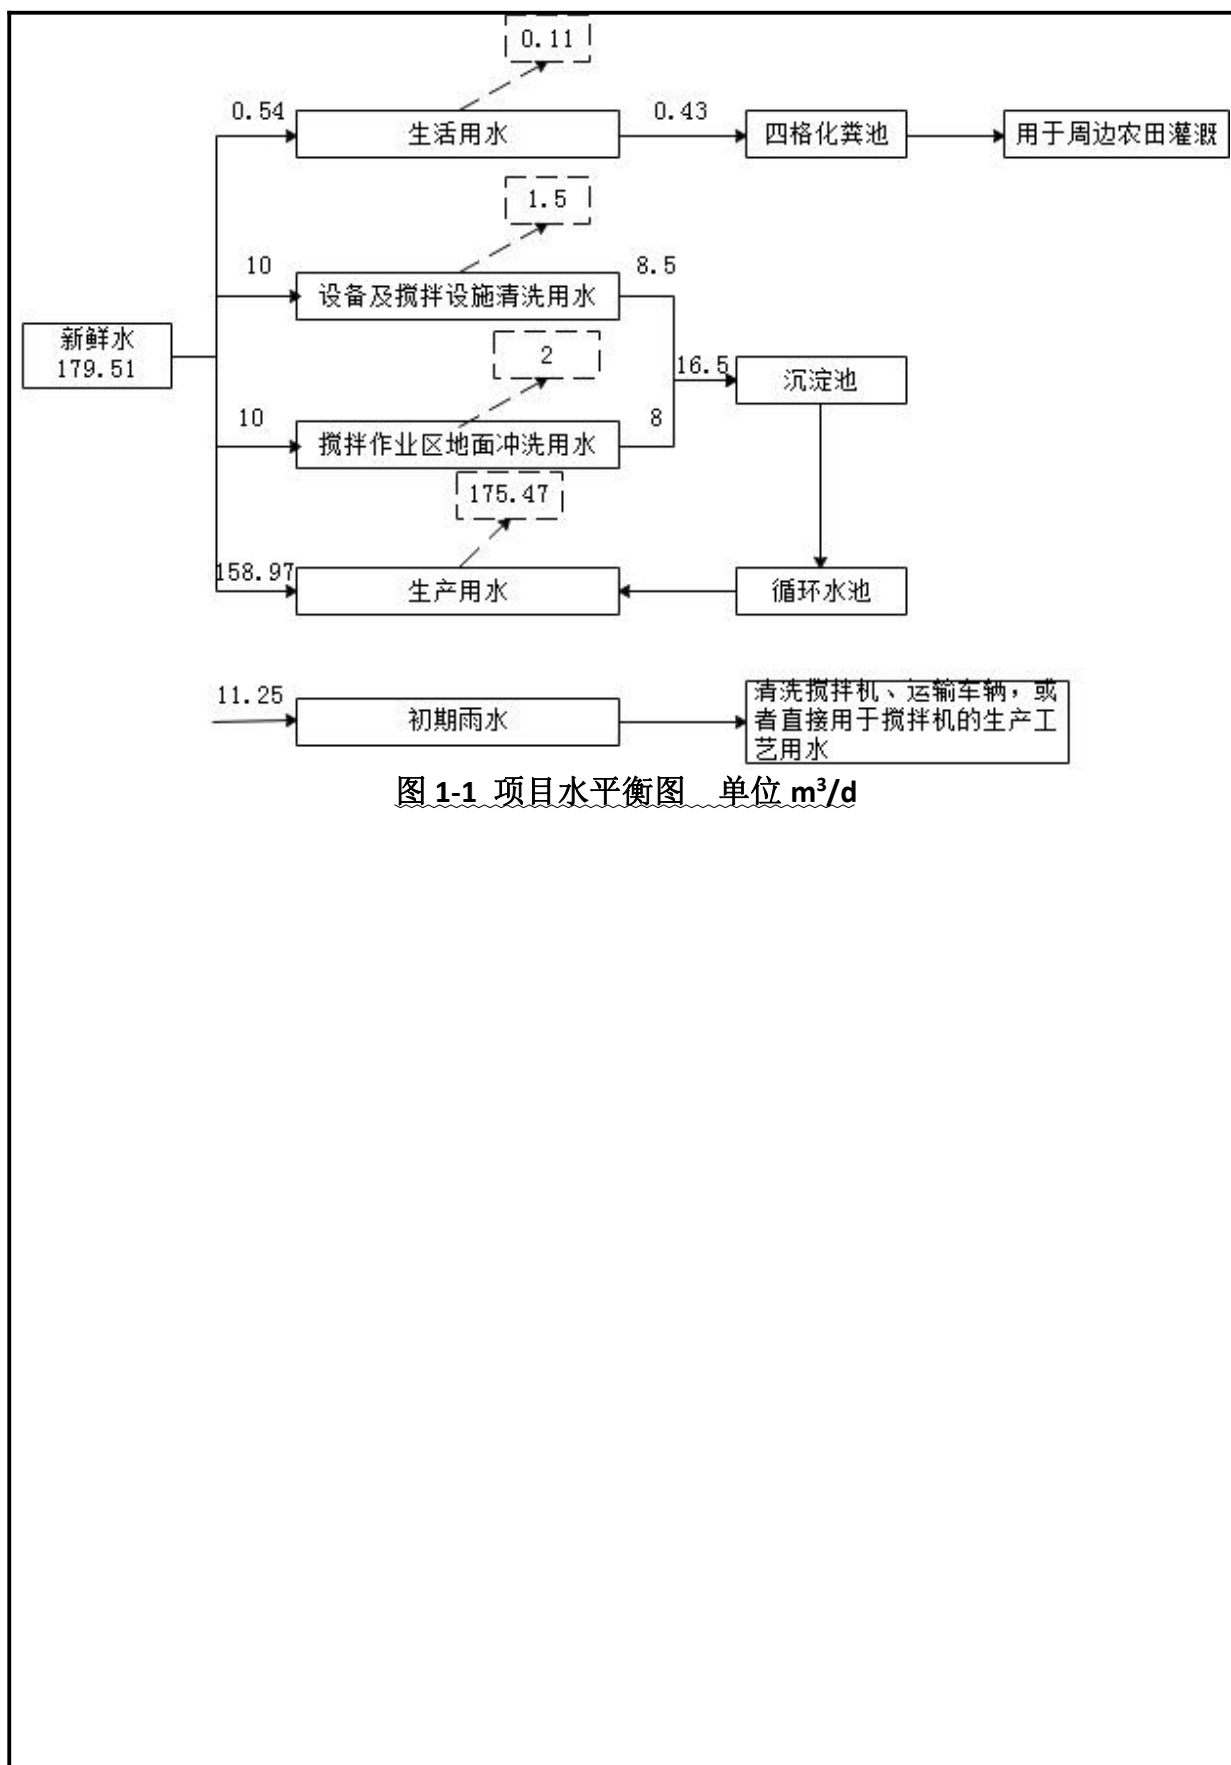 0.11
0.54
生活用水
0.43
四格化粪池
用于周边农田灌溉
1.5
10
设备及搅拌设施清洗用水
8.5
新鲜水
179.51
2
16.5
沉淀池
10
搅拌作业区地面冲洗用水
8
175.47
158.97
生产用水
循环水池
11.25
初期雨水
清洗搅拌机、运输车辆，或
者直接用于搅拌机的生产工
艺用水
图 1-1 项目水平衡图 单位 m³/d